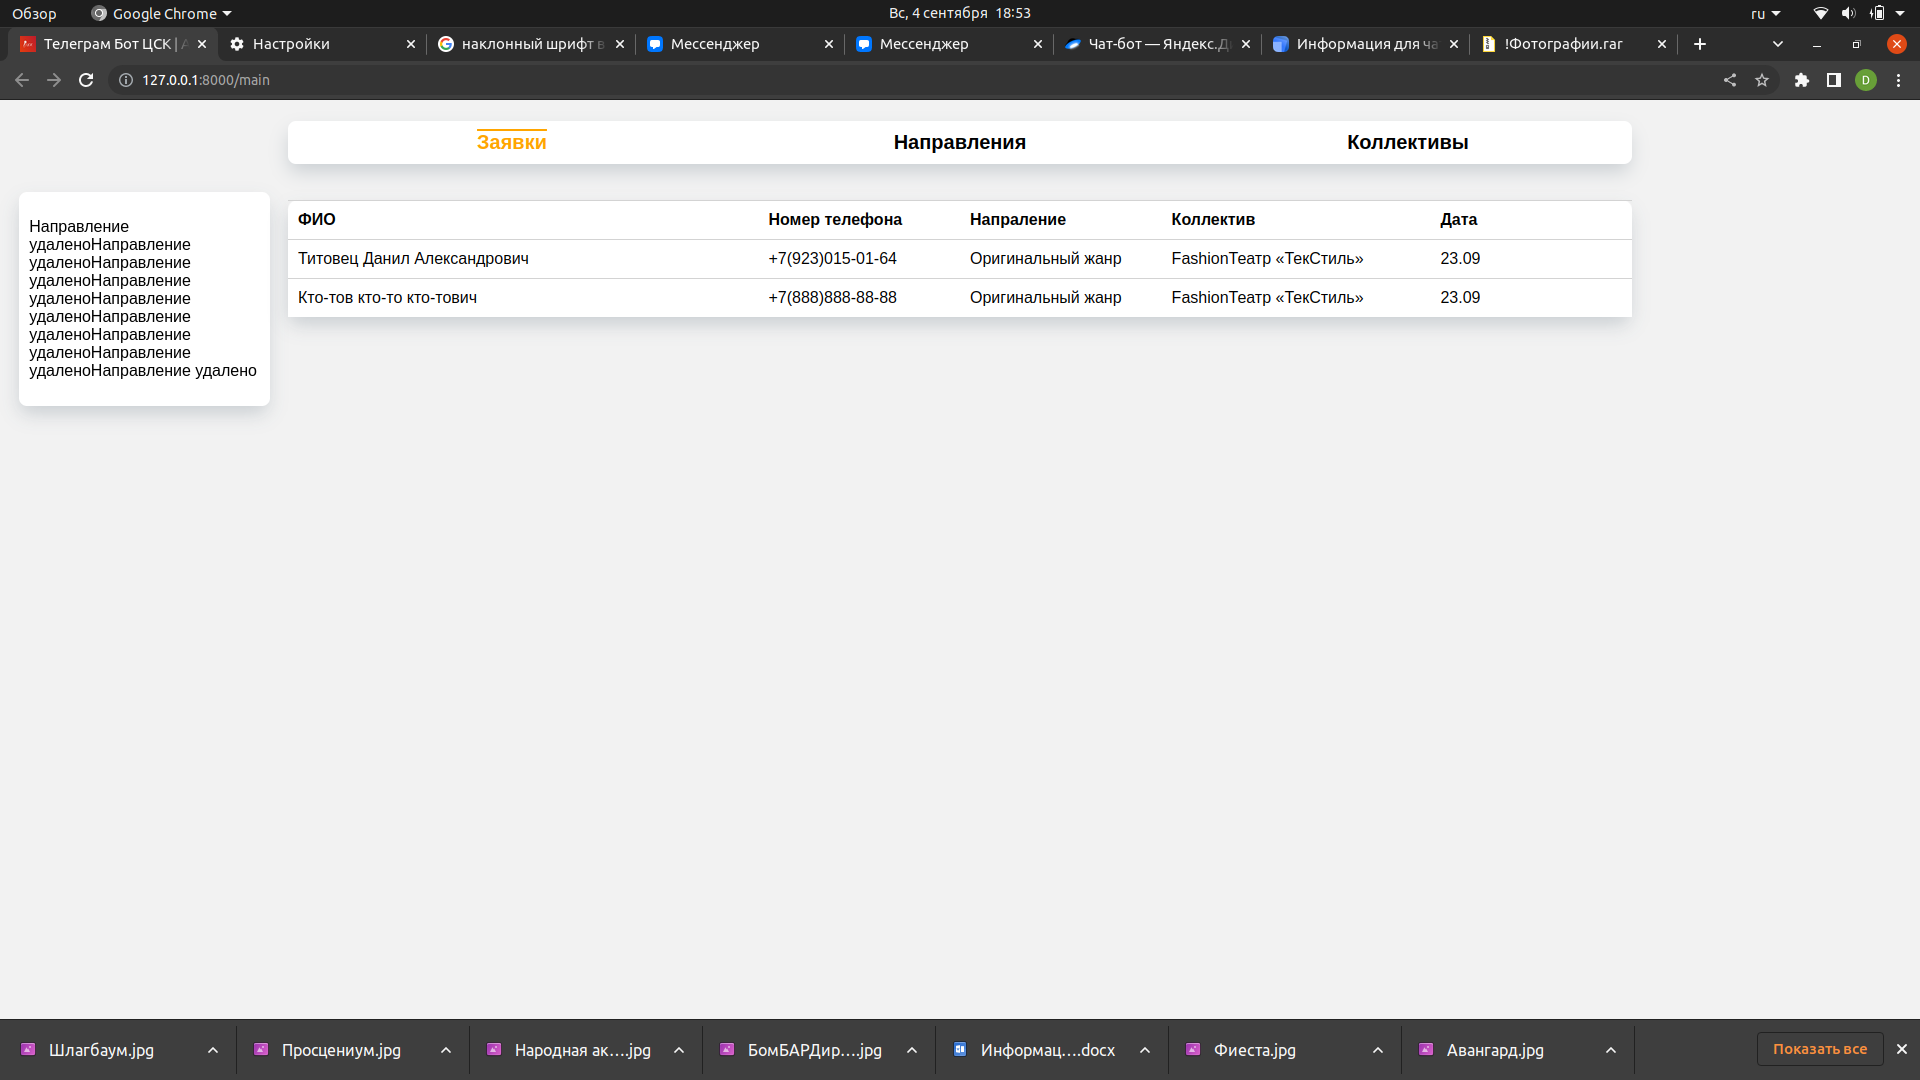 Обзор
Google Chrome
Вс, 4 сентября 18:53
ru
Телеграм Бот ЦСК |
Настройки
наклонный шрифт в
Мессенджер
Мессенджер
Чат-бот — Яндекс.Д
Информация для ча
!Фотографии.rar
127.0.0.1:8000/main
D
Заявки
Направления
Коллективы
Направление
удаленоНаправление
удаленоНаправление
удаленоНаправление
удаленоНаправление
удаленоНаправление
удаленоНаправление
удаленоНаправление
удаленоНаправление удалено
ФИО Номер телефона Напраление Коллектив Дата
Титовец Данил Александрович +7(923)015-01-64 Оригинальный жанр FashionТеатр «ТекСтиль» 23.09
Кто-тов кто-то кто-тович +7(888)888-88-88 Оригинальный жанр FashionТеатр «ТекСтиль» 23.09
Шлагбаум.jpg
Просцениум.jpg
Народная ак....jpg
БомБАРДир....jpg
Информац....docx
Фиеста.jpg
Авангард.jpg
Показать все